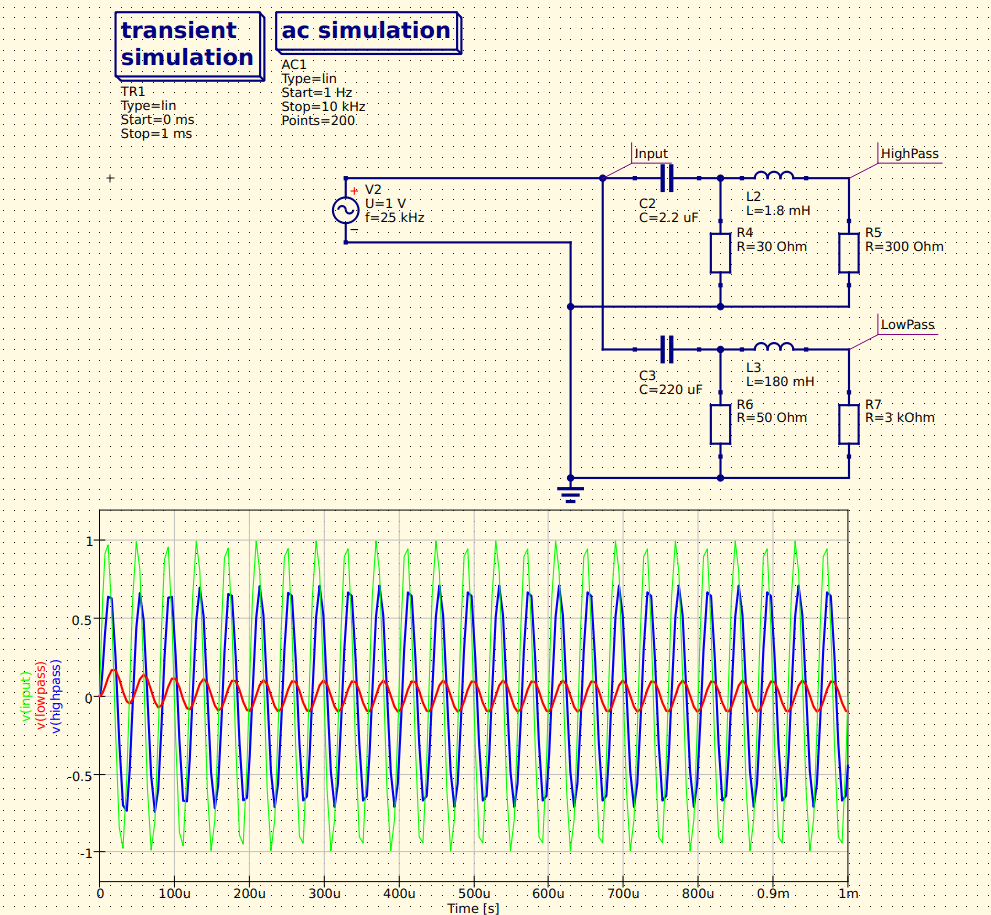 transient
simulation
TR1
Type=lin
Start=0 ms
Stop=1 ms
ac simulation
AC1
Type=lin
Start=1 Hz
Stop=10 kHz
Points=200
+
V2
U=1 V
f=25 kHz
−
Input
HighPass
C2
C=2.2 uF
L2
L=1.8 mH
R4
R=30 Ohm
R5
R=300 Ohm
LowPass
C3
C=220 uF
L3
L=180 mH
R6
R=50 Ohm
R7
R=3 kOhm
v(input)
v(lowpass)
v(highpass)
1
0.5
0
-0.5
-1
0 100u 200u 300u 400u 500u 600u 700u 800u 0.9m 1m
Time [s]